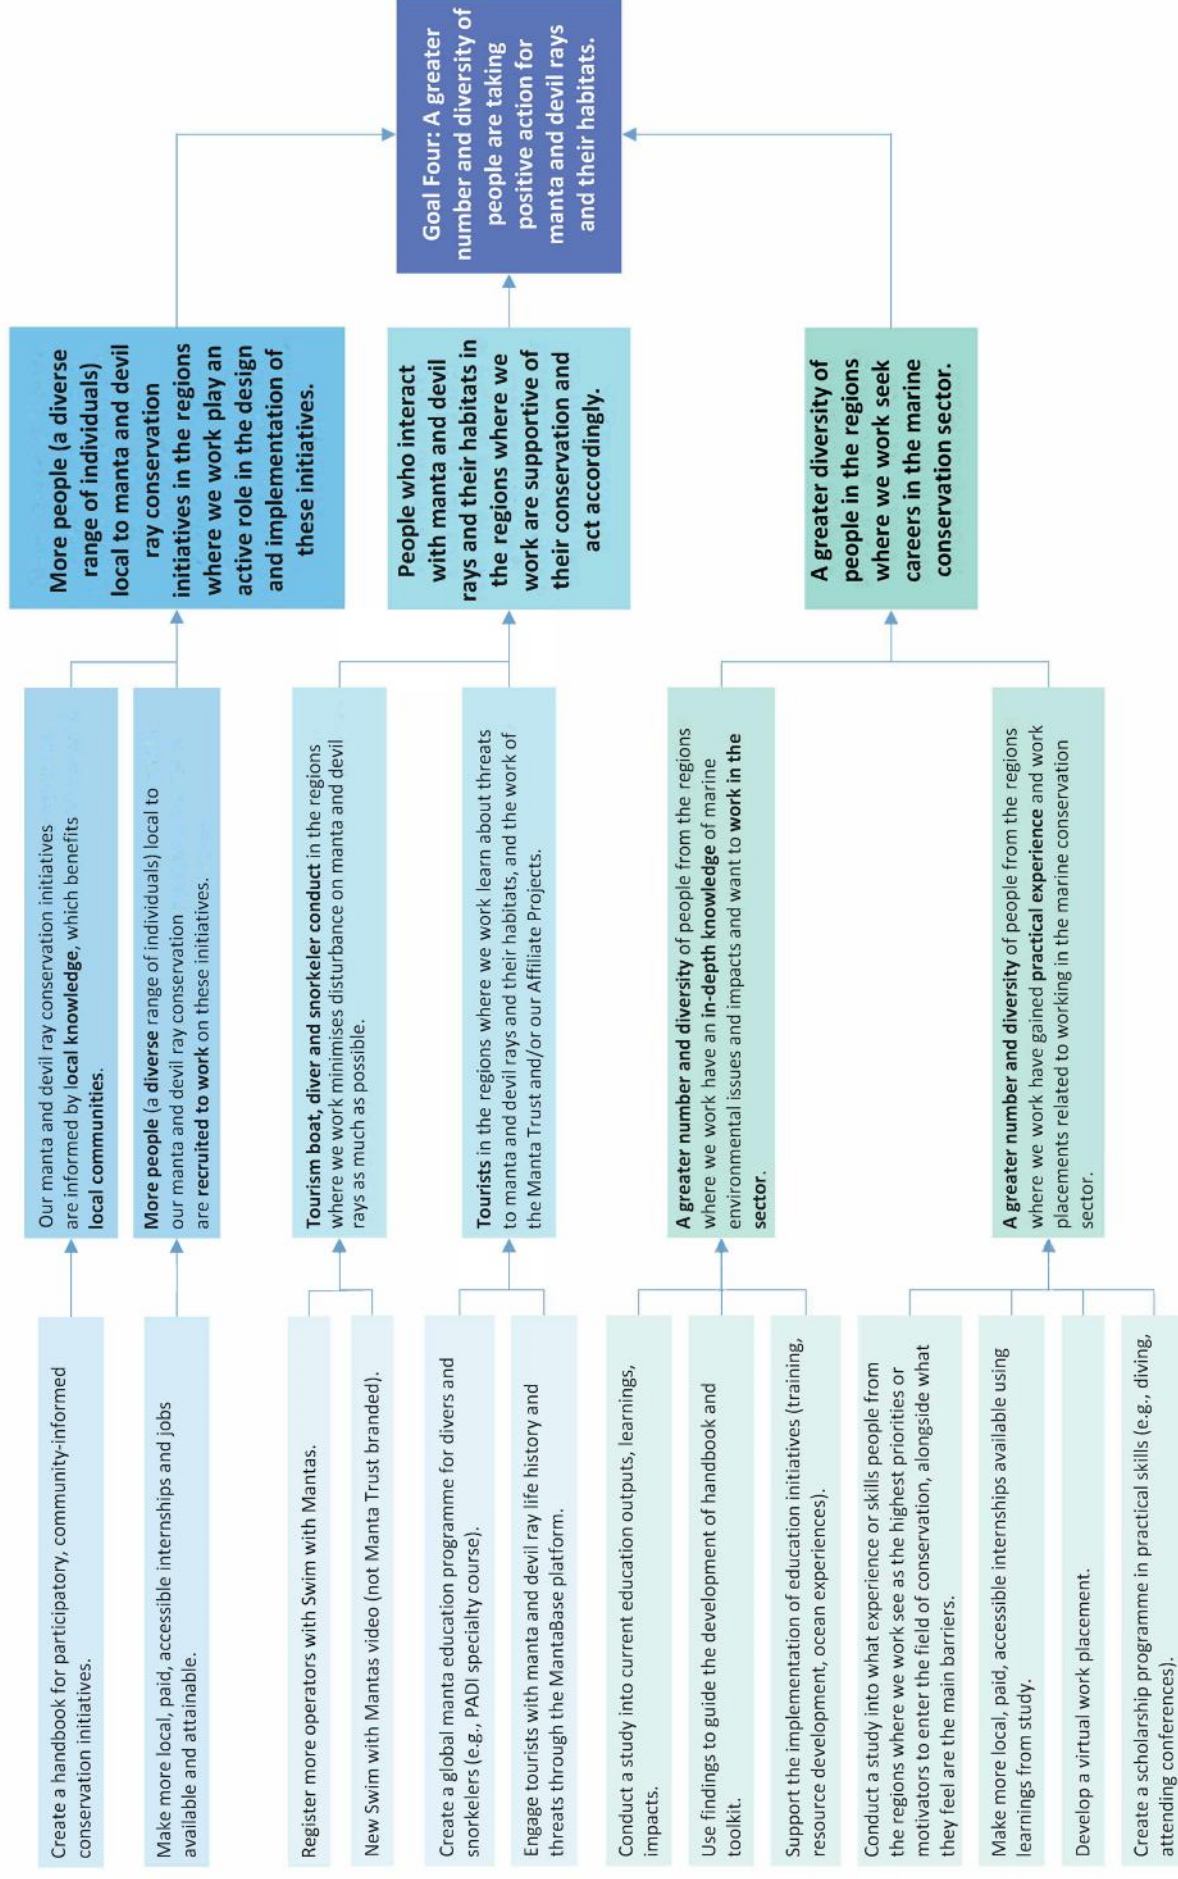 Create a handbook for participatory, community-informed
conservation initiatives.
Make more local, paid, accessible internships and jobs
available and attainable.
Register more operators with Swim with Mantas.
New Swim with Mantas video (not Manta Trust branded).
Create a global manta education programme for divers and
snorkelers (e.g., PADI specialty course).
Engage tourists with manta and devil ray life history and
threats through the MantaBase platform.
Conduct a study into current education outputs, learnings,
impacts.
Use findings to guide the development of handbook and
toolkit.
Support the implementation of education initiatives (training,
resource development, ocean experiences).
Conduct a study into what experience or skills people from
the regions where we work see as the highest priorities or
motivators to enter the field of conservation, alongside what
they feel are the main barriers.
Make more local, paid, accessible internships available using
learnings from study.
Develop a virtual work placement.
Create a scholarship programme in practical skills (e.g., diving,
attending conferences).
Our manta and devil ray conservation initiatives
are informed by local knowledge, which benefits
local communities.
More people (a diverse range of individuals) local to
our manta and devil ray conservation
are recruited to work on these initiatives.
Tourism boat, diver and snorkeler conduct in the regions
where we work minimises disturbance on manta and devil
rays as much as possible.
Tourists in the regions where we work learn about threats
to manta and devil rays and their habitats, and the work of
the Manta Trust and/or our Affiliate Projects.
A greater number and diversity of people from the regions
where we work have an in-depth knowledge of marine
environmental issues and impacts and want to work in the
sector.
A greater number and diversity of people from the regions
where we work have gained practical experience and work
placements related to working in the marine conservation
sector.
More people (a diverse
range of individuals)
local to manta and devil
ray conservation
initiatives in the regions
where we work play an
active role in the design
and implementation of
these initiatives.
People who interact
with manta and devil
rays and their habitats in
the regions where we
work are supportive of
their conservation and
act accordingly.
A greater diversity of
people in the regions
where we work seek
careers in the marine
conservation sector.
Goal Four: A greater
number and diversity of
people are taking
positive action for
manta and devil rays
and their habitats.